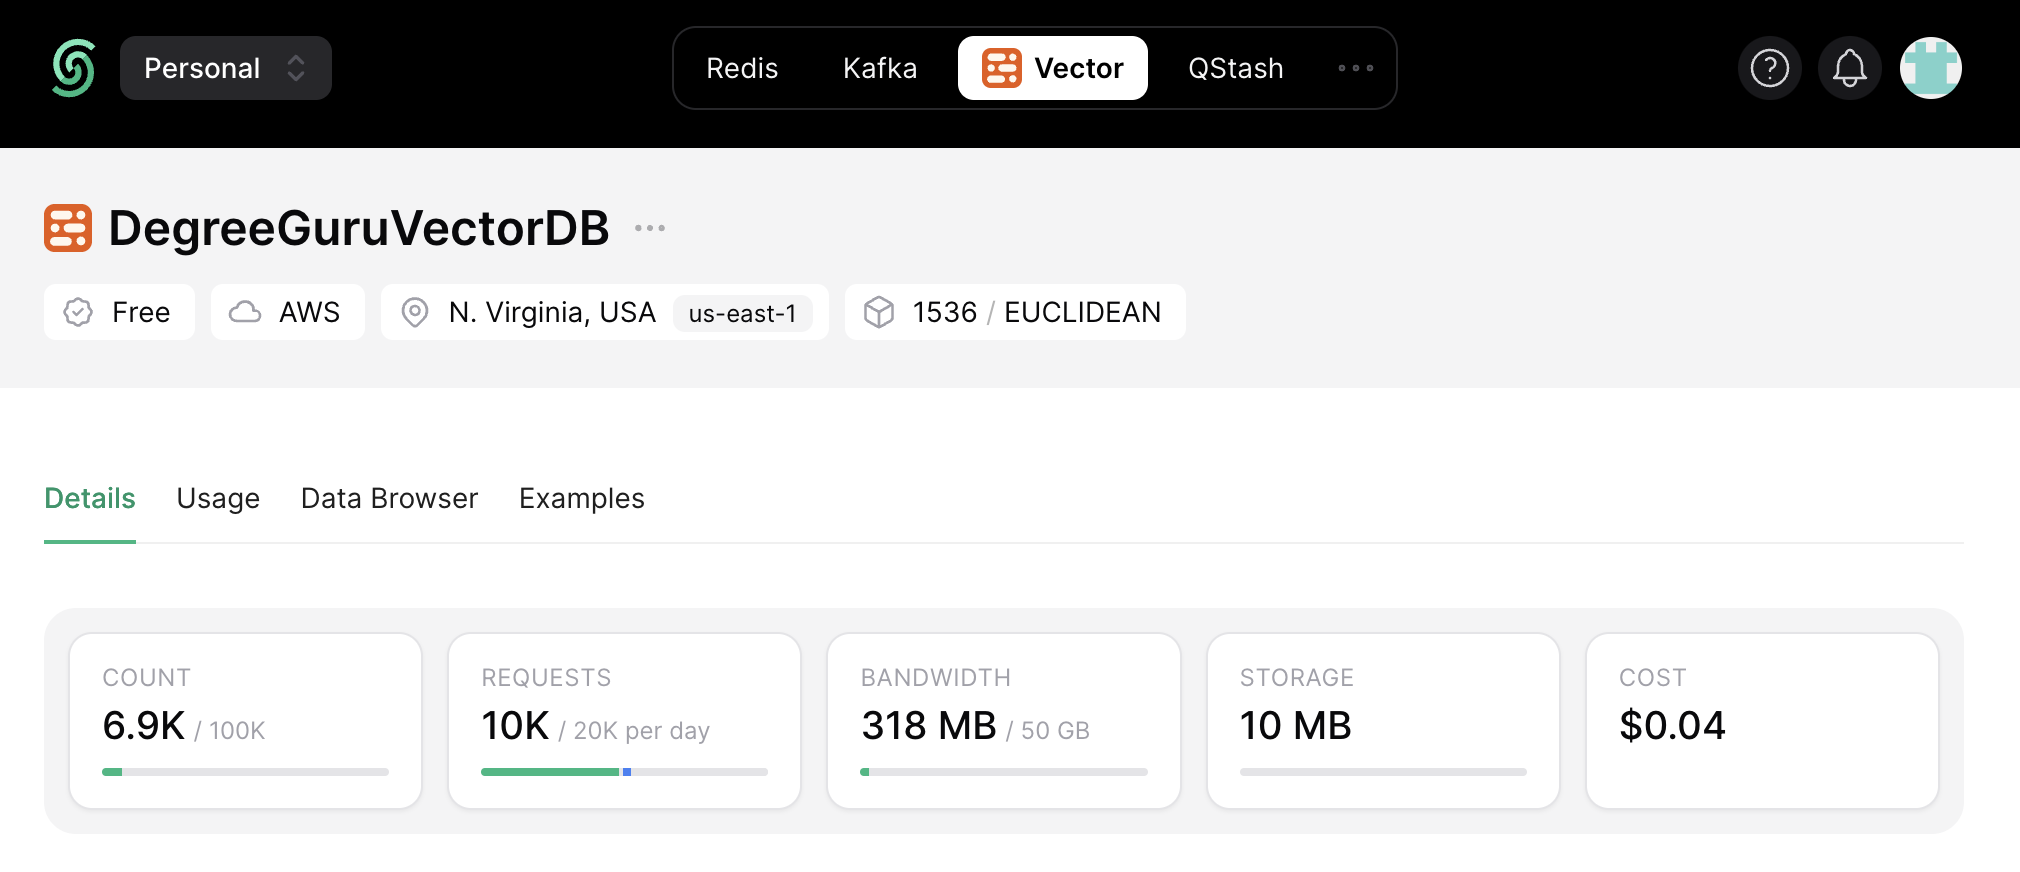 Personal Redis Kafka Vector QStash
DegreeGuruVectorDB
Free AWS N. Virginia, USA us-east-1 1536 / EUCLIDEAN
Details Usage Data Browser Examples
COUNT
6.9K / 100K
REQUESTS
10K / 20K per day
BANDWIDTH
318 MB / 50 GB
STORAGE
10 MB
COST
$0.04